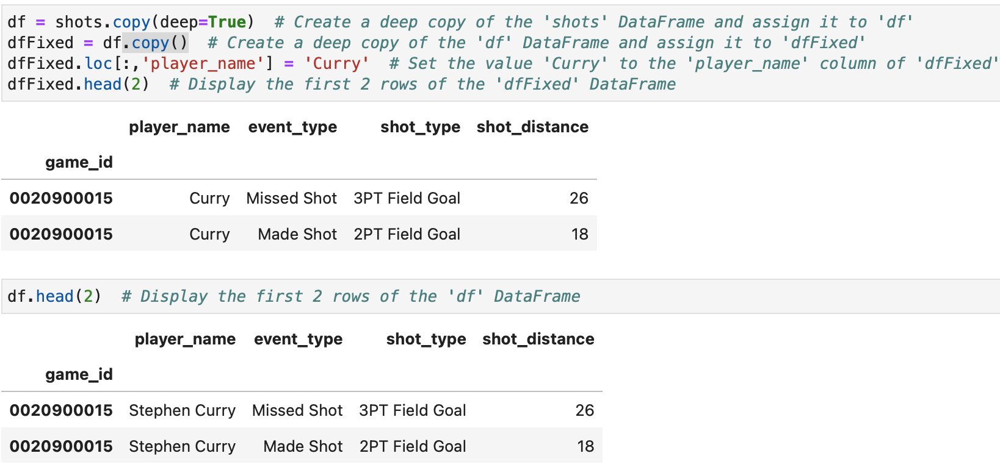 df = shots.copy(deep=True)  # Create a deep copy of the 'shots' DataFrame and assign it to 'df'
dfFixed = df.copy()  # Create a deep copy of the 'df' DataFrame and assign it to 'dfFixed'
dfFixed.loc[:,'player_name'] = 'Curry'  # Set the value 'Curry' to the 'player_name' column of 'dfFixed'
dfFixed.head(2)  # Display the first 2 rows of the 'dfFixed' DataFrame
player_name event_type shot_type shot_distance
game_id
0020900015 Curry Missed Shot 3PT Field Goal 26
0020900015 Curry Made Shot 2PT Field Goal 18
df.head(2)  # Display the first 2 rows of the 'df' DataFrame
player_name event_type shot_type shot_distance
game_id
0020900015 Stephen Curry Missed Shot 3PT Field Goal 26
0020900015 Stephen Curry Made Shot 2PT Field Goal 18